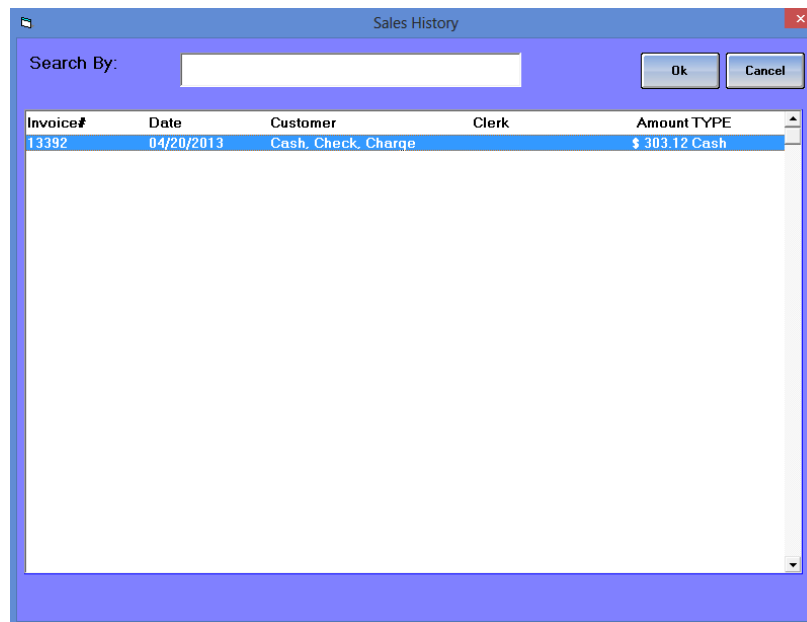 Sales History
Search By:
Ok Cancel
Invoice# Date Customer Clerk Amount TYPE
13392 04/20/2013 Cash, Check, Charge $ 303.12 Cash